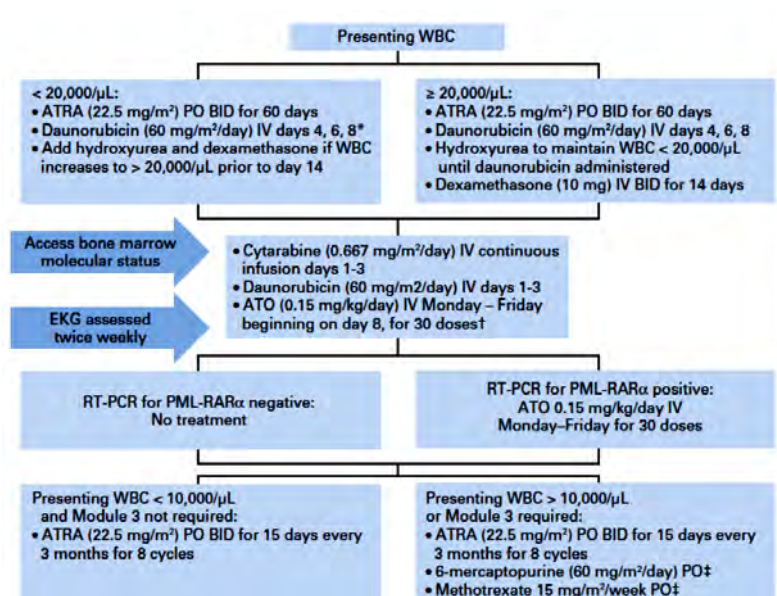 Presenting WBC
< 20,000/µL:
• ATRA (22.5 mg/m²) PO BID for 60 days
• Daunorubicin (60 mg/m²/day) IV days 4, 6, 8*
• Add hydroxyurea and dexamethasone if WBC
increases to > 20,000/µL prior to day 14
≥ 20,000/µL:
• ATRA (22.5 mg/m²) PO BID for 60 days
• Daunorubicin (60 mg/m²/day) IV days 4, 6, 8
• Hydroxyurea to maintain WBC < 20,000/µL
until daunorubicin administered
• Dexamethasone (10 mg) IV BID for 14 days
Access bone marrow
molecular status
• Cytarabine (0.667 mg/m²/day) IV continuous
infusion days 1-3
• Daunorubicin (60 mg/m2/day) IV days 1-3
• ATO (0.15 mg/kg/day) IV Monday – Friday
beginning on day 8, for 30 doses†
EKG assessed
twice weekly
RT-PCR for PML-RARα negative:
No treatment
RT-PCR for PML-RARα positive:
ATO 0.15 mg/kg/day IV
Monday–Friday for 30 doses
Presenting WBC < 10,000/µL
and Module 3 not required:
• ATRA (22.5 mg/m²) PO BID for 15 days every
3 months for 8 cycles
Presenting WBC > 10,000/µL
or Module 3 required:
• ATRA (22.5 mg/m²) PO BID for 15 days every
3 months for 8 cycles
• 6-mercaptopurine (60 mg/m²/day) PO‡
• Methotrexate 15 mg/m²/week PO‡